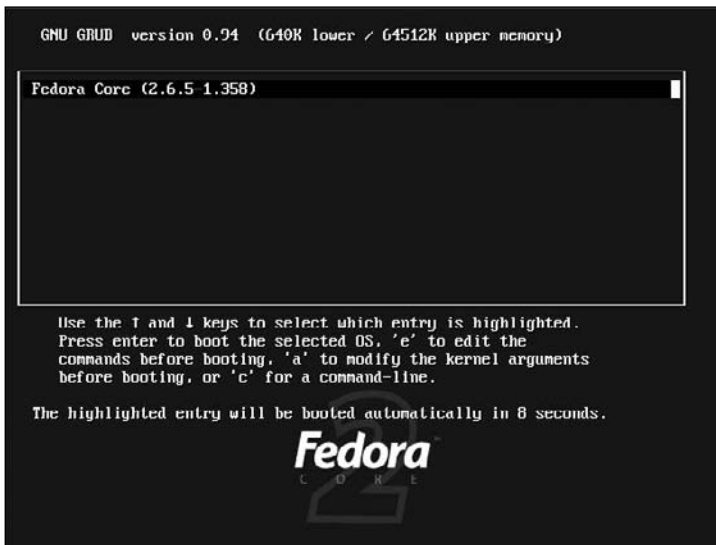 GNU GRUB version 0.94 (640K lower / 64512K upper memory)
Fedora Core (2.6.5-1.358)
Use the ↑ and ↓ keys to select which entry is highlighted.
Press enter to boot the selected OS, 'e' to edit the
commands before booting, 'a' to modify the kernel arguments
before booting, or 'c' for a command-line.
The highlighted entry will be booted automatically in 8 seconds.
Fedora™
CORE
2